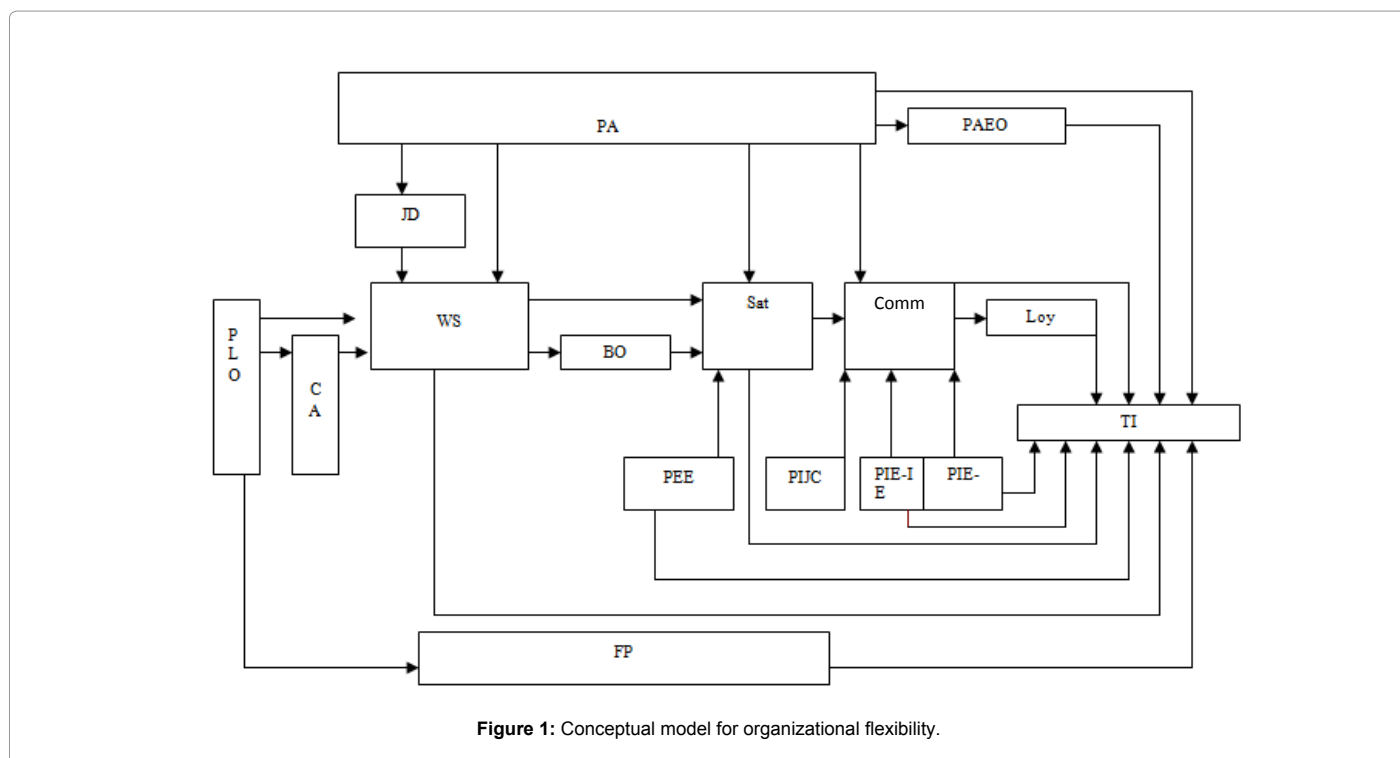 PA
PAEO
JD
P
L
O
C
A
WS
BO
Sat
Comm
Loy
TI
PEE
PIJC
PIE-I
E
PIE-
FP
Figure 1: Conceptual model for organizational flexibility.